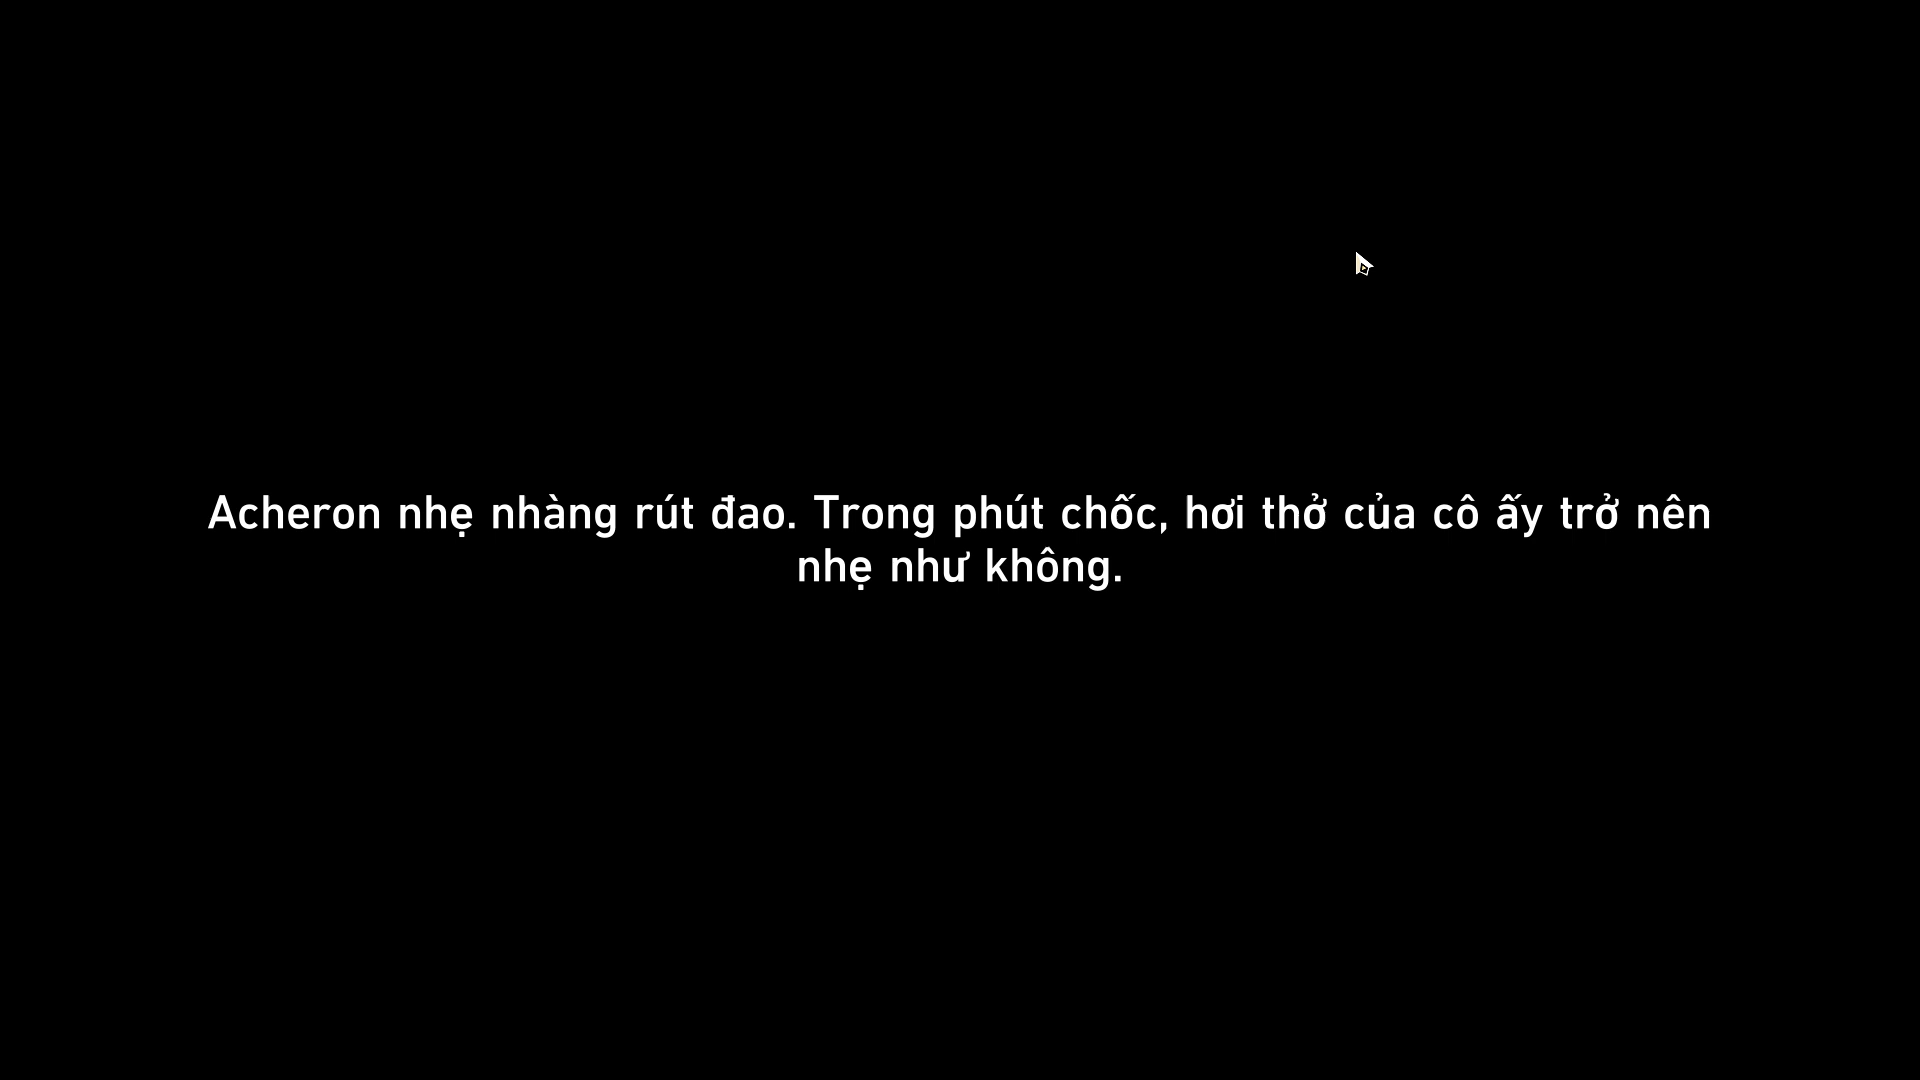 Acheron nhẹ nhàng rút đao. Trong phút chốc, hơi thở của cô ấy trở nên
nhẹ như không.